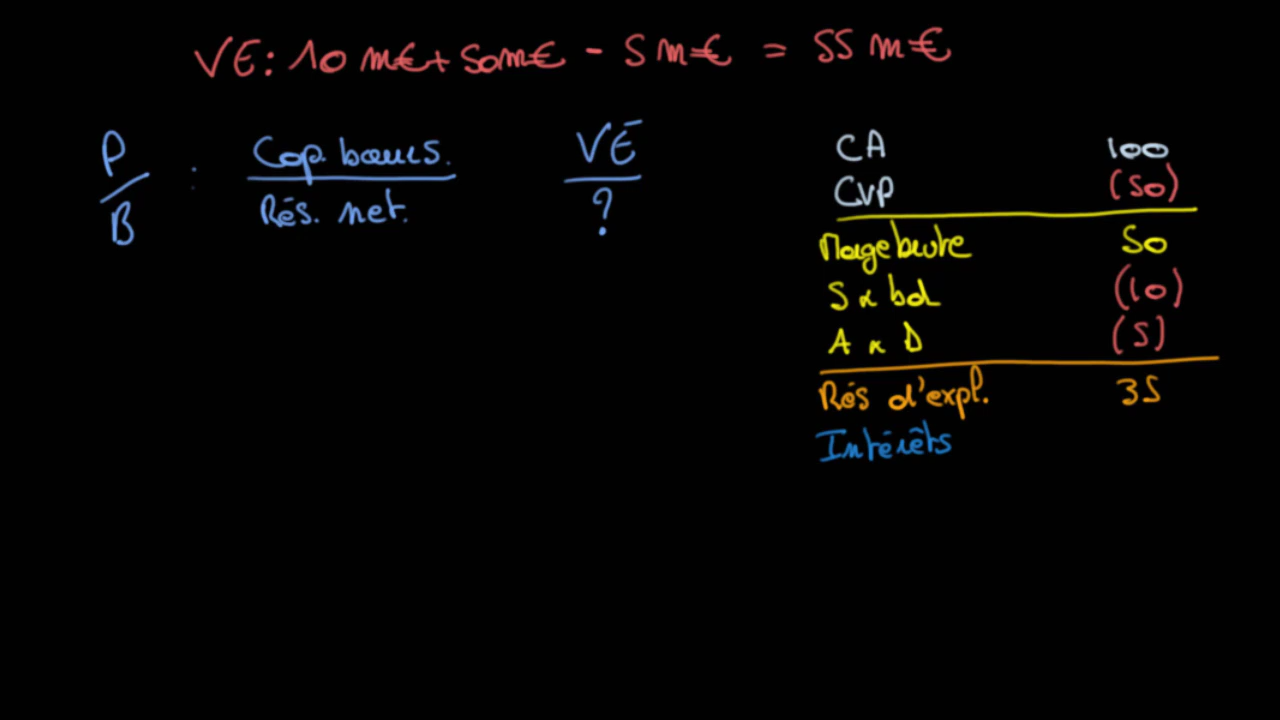 VE: 10 m€ + 50 m€ - 5 m€ = 55 m€
P/B : Cap. bours. / Rés. net.
VE / ?
CA 100
CVP (50)
Marge brute 50
S & bd (10)
A & D (5)
Rés d'expl. 35
Intérêts